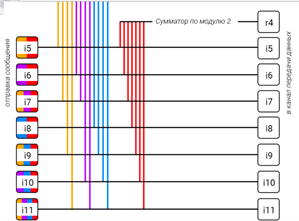 Сумматор по модулю 2
r4
отправка сообщения
в канал передачи данных
i5 i5
i6 i6
i7 i7
i8 i8
i9 i9
i10 i10
i11 i11